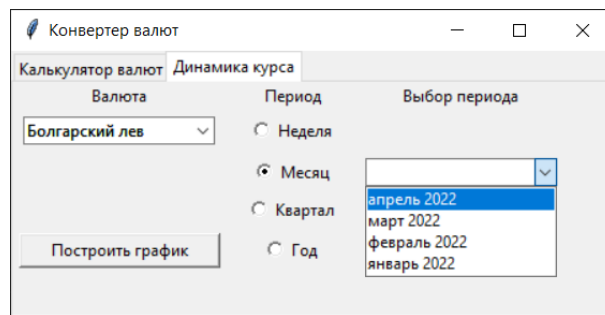 Конвертер валют
Калькулятор валют Динамика курса
Валюта Период Выбор периода
Болгарский лев Неделя
Месяц
апрель 2022
Квартал март 2022
февраль 2022
Построить график Год январь 2022